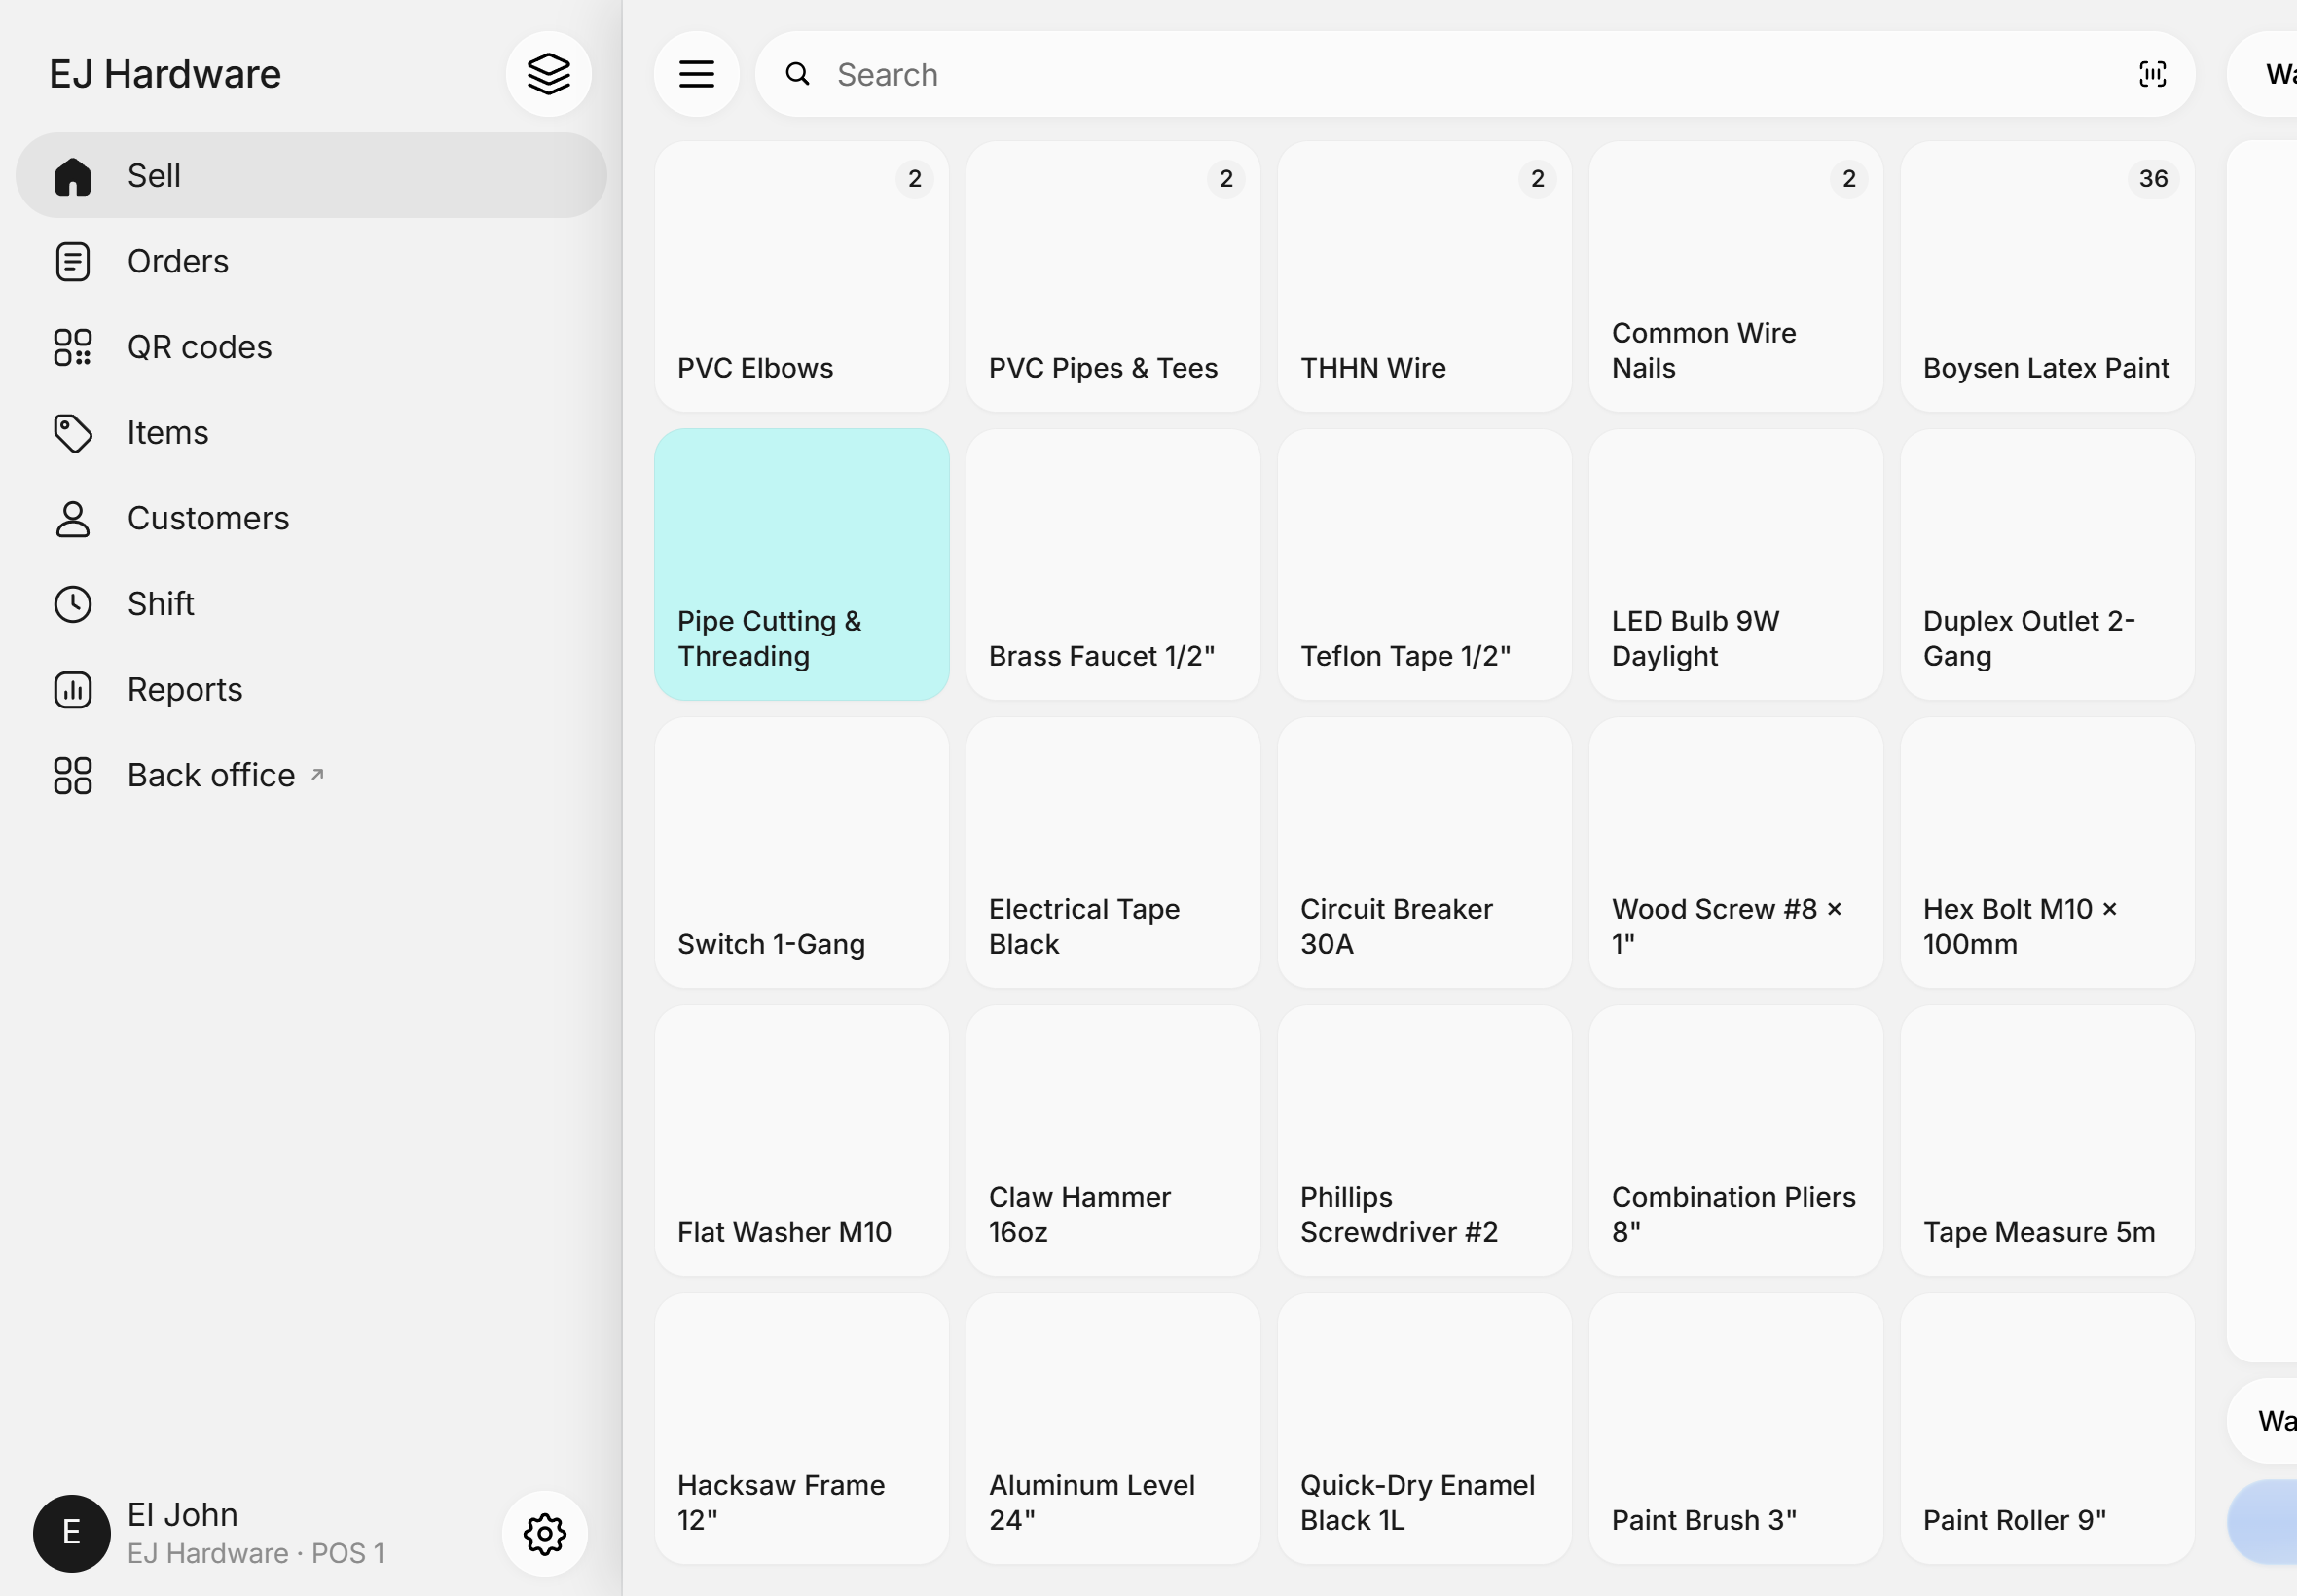 EJ Hardware
Sell
Orders
QR codes
Items
Customers
Shift
Reports
Back office
E
El John
EJ Hardware · POS 1
Search
2
PVC Elbows
2
PVC Pipes & Tees
2
THHN Wire
2
Common Wire
Nails
36
Boysen Latex Paint
Pipe Cutting &
Threading
Brass Faucet 1/2"
Teflon Tape 1/2"
LED Bulb 9W
Daylight
Duplex Outlet 2-
Gang
Switch 1-Gang
Electrical Tape
Black
Circuit Breaker
30A
Wood Screw #8 ×
1"
Hex Bolt M10 ×
100mm
Flat Washer M10
Claw Hammer
16oz
Phillips
Screwdriver #2
Combination Pliers
8"
Tape Measure 5m
Hacksaw Frame
12"
Aluminum Level
24"
Quick-Dry Enamel
Black 1L
Paint Brush 3"
Paint Roller 9"